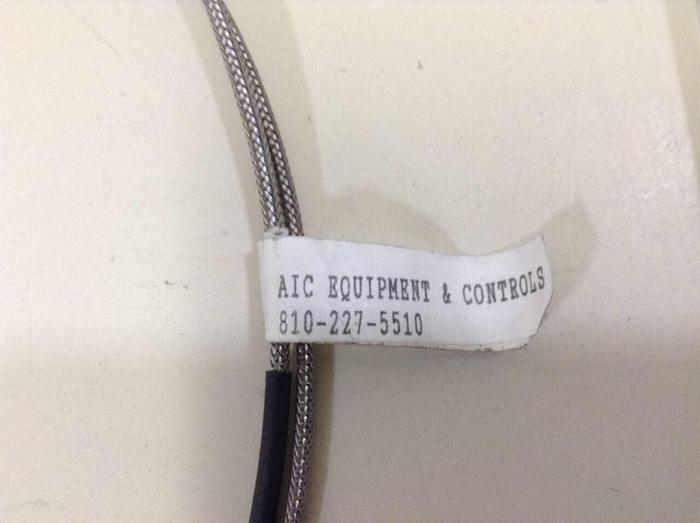 AIC EQUIPMENT & CONTROLS
810-227-5510